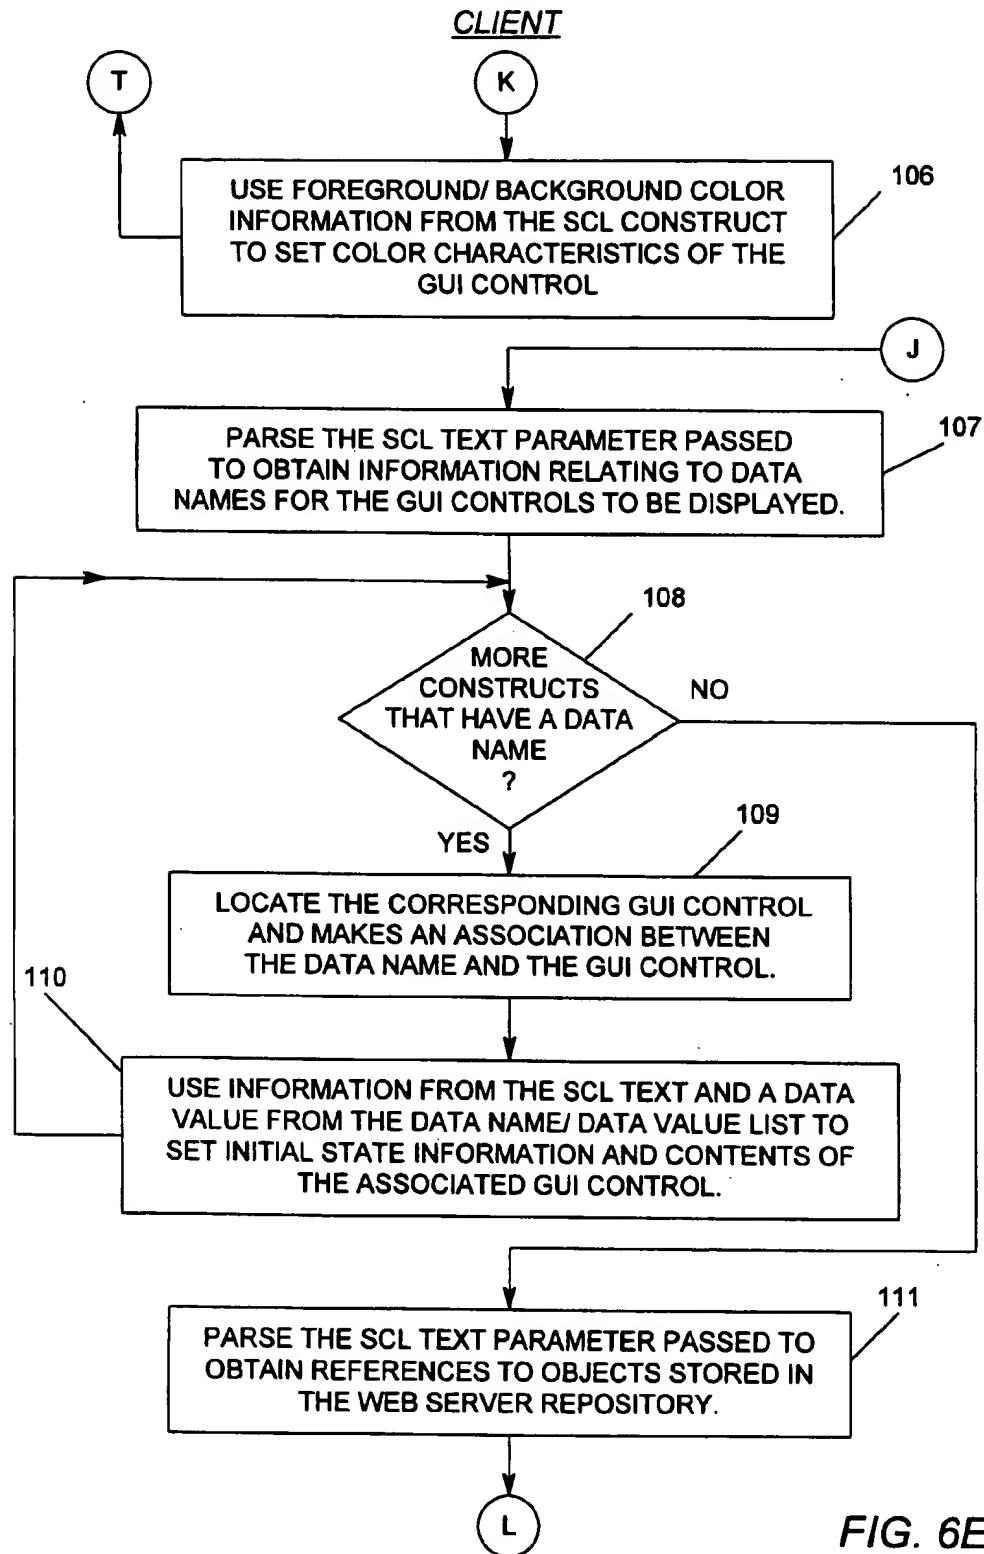 CLIENT
T
K
USE FOREGROUND/ BACKGROUND COLOR
INFORMATION FROM THE SCL CONSTRUCT
TO SET COLOR CHARACTERISTICS OF THE
GUI CONTROL
106
J
PARSE THE SCL TEXT PARAMETER PASSED
TO OBTAIN INFORMATION RELATING TO DATA
NAMES FOR THE GUI CONTROLS TO BE DISPLAYED.
107
108
MORE
CONSTRUCTS
THAT HAVE A DATA
NAME
?
NO
YES
109
LOCATE THE CORRESPONDING GUI CONTROL
AND MAKES AN ASSOCIATION BETWEEN
THE DATA NAME AND THE GUI CONTROL.
110
USE INFORMATION FROM THE SCL TEXT AND A DATA
VALUE FROM THE DATA NAME/ DATA VALUE LIST TO
SET INITIAL STATE INFORMATION AND CONTENTS OF
THE ASSOCIATED GUI CONTROL.
111
PARSE THE SCL TEXT PARAMETER PASSED TO
OBTAIN REFERENCES TO OBJECTS STORED IN
THE WEB SERVER REPOSITORY.
L
FIG. 6E